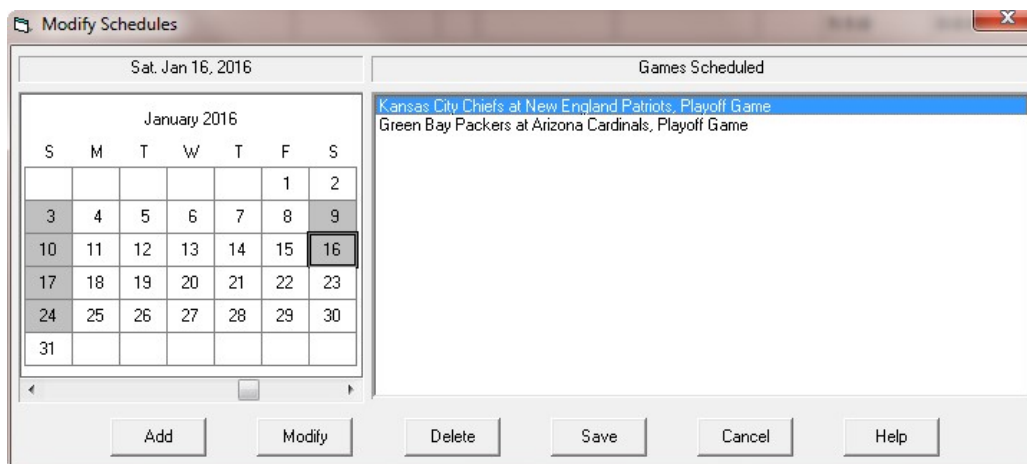 Modify Schedules
Sat. Jan 16, 2016
Games Scheduled
January 2016
S M T W T F S
1 2
3 4 5 6 7 8 9
10 11 12 13 14 15 16
17 18 19 20 21 22 23
24 25 26 27 28 29 30
31
Kansas City Chiefs at New England Patriots, Playoff Game
Green Bay Packers at Arizona Cardinals, Playoff Game
Add Modify Delete Save Cancel Help